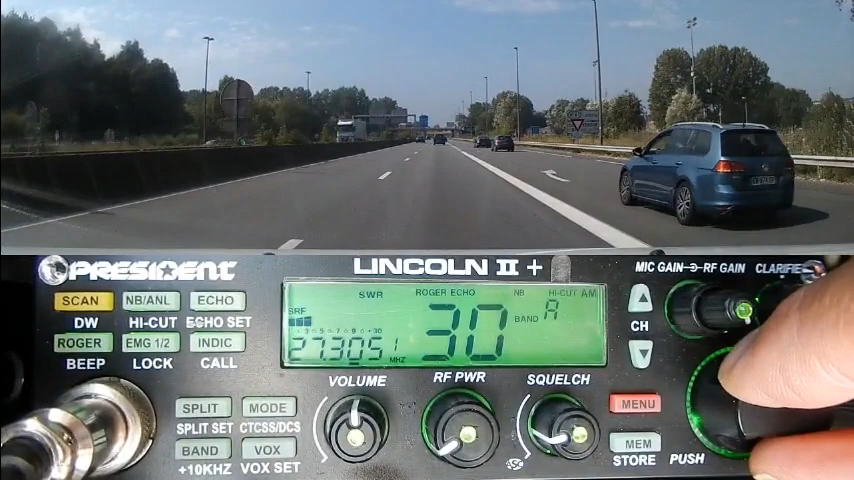 PRESIDENT
LINCOLN II +
MIC GAIN RF GAIN CLARIFIER
SCAN NB/ANL ECHO
DW HI-CUT ECHO SET
ROGER EMG 1/2 INDIC
BEEP LOCK CALL
SWR ROGER ECHO NB HI-CUT AM
SRF
BAND A
30
27.3051 MHZ
CH
VOLUME RF PWR SQUELCH
SPLIT MODE
SPLIT SET CTCSS/DCS
BAND VOX
+10KHZ VOX SET
ASC
MENU
MEM
STORE PUSH